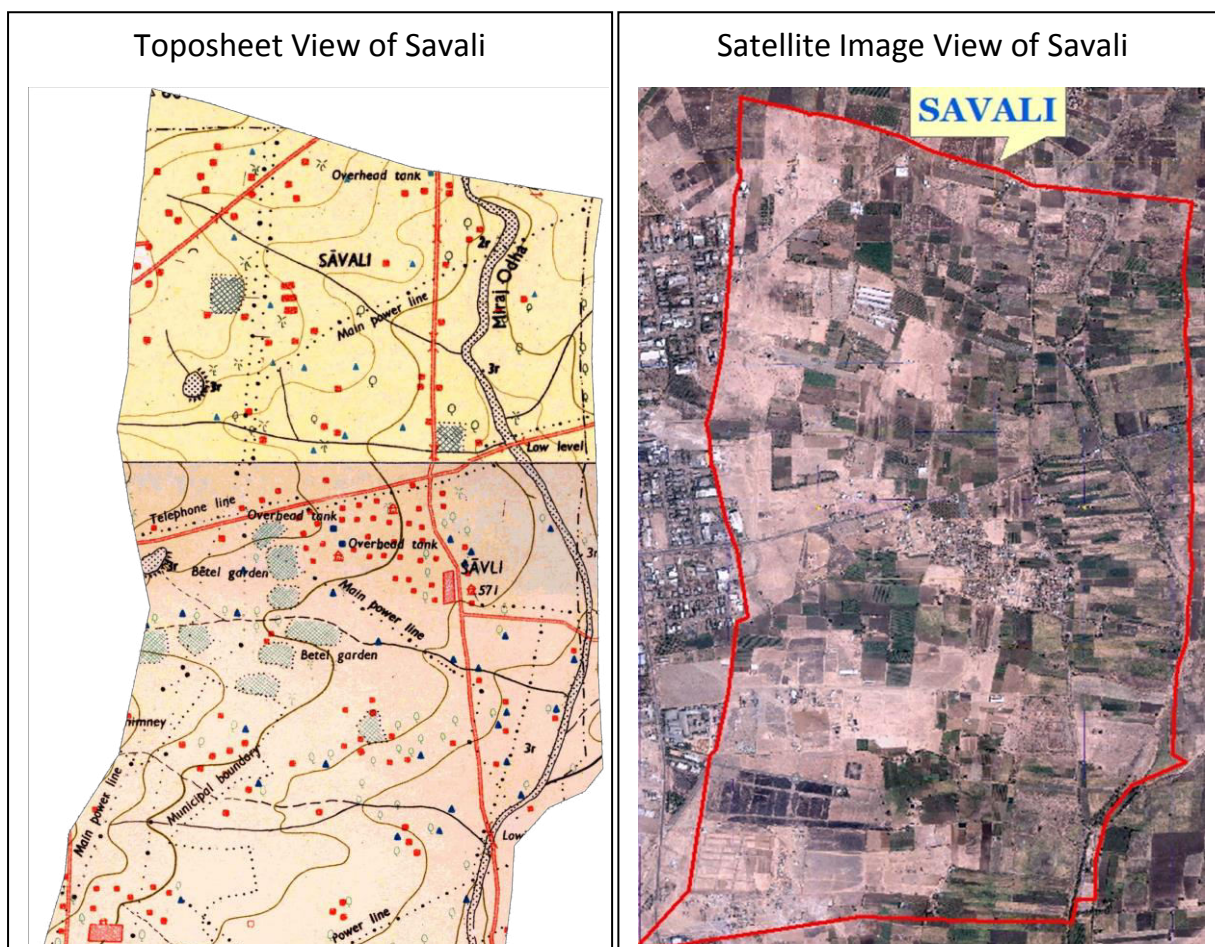 Toposheet View of Savali
Satellite Image View of Savali
Overhead tank
SĀVALI
2r
Miraj Odha
Main power line
3r
3r
Low level
Telephone line
Overhead tank
Overhead tank
3r
3r
Betel garden
SĀVLI
571
Main power line
Betel garden
himney
3r
Municipal boundary
Main power line
Low
Power line
SAVALI